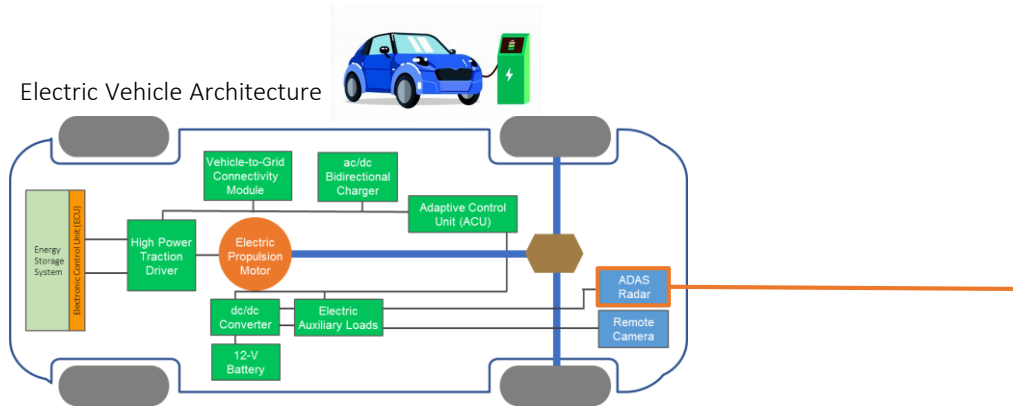 Electric Vehicle Architecture
Vehicle-to-Grid
Connectivity
Module
ac/dc
Bidirectional
Charger
Adaptive Control
Unit (ACU)
Energy
Storage
System
Electronic Control Unit (ECU)
High Power
Traction
Driver
Electric
Propulsion
Motor
ADAS
Radar
dc/dc
Converter
Electric
Auxiliary Loads
Remote
Camera
12-V
Battery